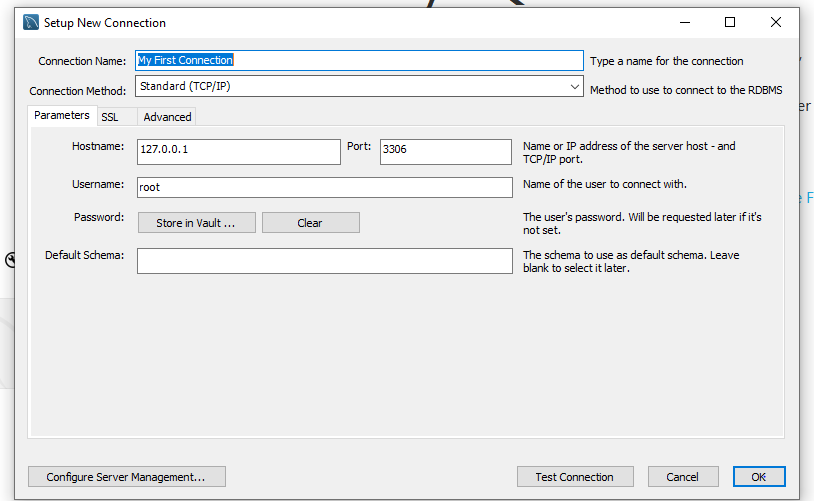 Setup New Connection
Connection Name: My First Connection Type a name for the connection
Connection Method: Standard (TCP/IP) Method to use to connect to the RDBMS
Parameters SSL Advanced
Hostname: 127.0.0.1 Port: 3306 Name or IP address of the server host - and
TCP/IP port.
Username: root Name of the user to connect with.
Password: Store in Vault ... Clear The user's password. Will be requested later if it's
not set.
Default Schema: The schema to use as default schema. Leave
blank to select it later.
Configure Server Management... Test Connection Cancel OK